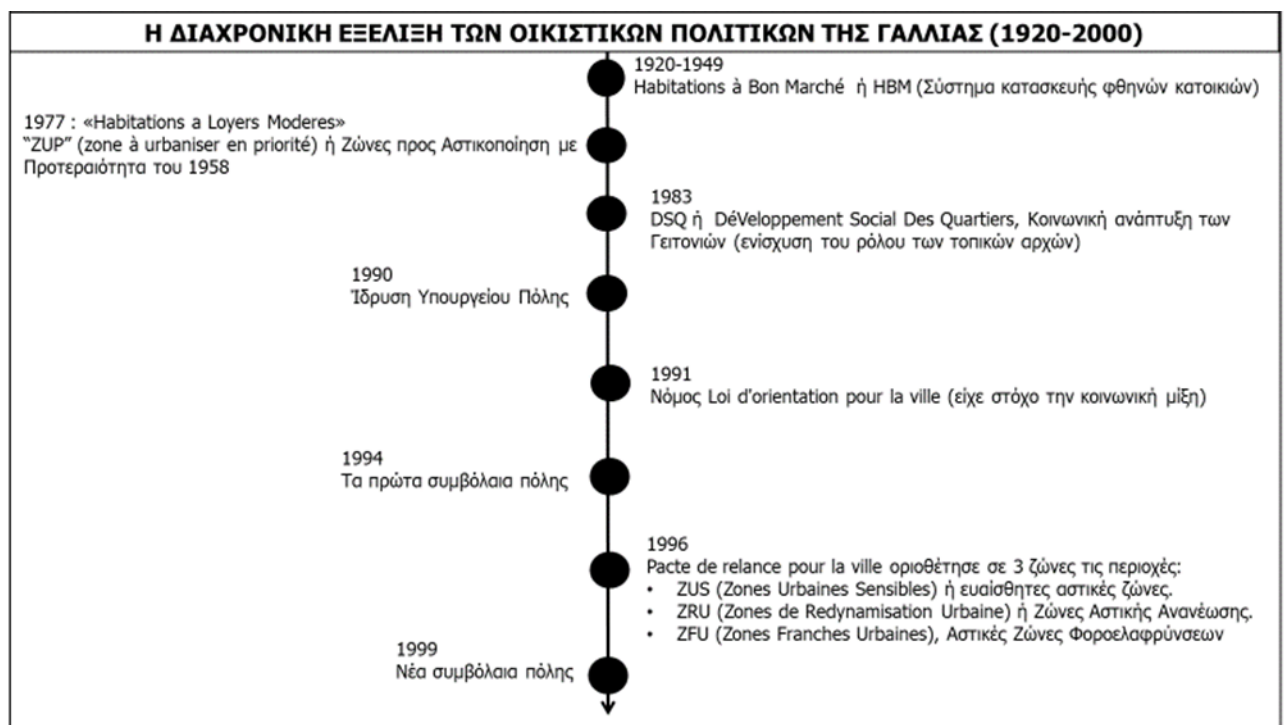 Η ΔΙΑΧΡΟΝΙΚΗ ΕΞΕΛΙΞΗ ΤΩΝ ΟΙΚΙΣΤΙΚΩΝ ΠΟΛΙΤΙΚΩΝ ΤΗΣ ΓΑΛΛΙΑΣ (1920-2000)
1920-1949
Habitations à Bon Marché ή HBM (Σύστημα κατασκευής φθηνών κατοικιών)
1977 : «Habitations a Loyers Moderes»
“ZUP” (zone à urbaniser en priorité) ή Ζώνες προς Αστικοποίηση με
Προτεραιότητα του 1958
1983
DSQ ή DéVeloppement Social Des Quartiers, Κοινωνική ανάπτυξη των
Γειτονιών (ενίσχυση του ρόλου των τοπικών αρχών)
1990
Ίδρυση Υπουργείου Πόλης
1991
Νόμος Loi d'orientation pour la ville (είχε στόχο την κοινωνική μίξη)
1994
Τα πρώτα συμβόλαια πόλης
1996
Pacte de relance pour la ville οριοθέτησε σε 3 ζώνες τις περιοχές:
• ZUS (Zones Urbaines Sensibles) ή ευαίσθητες αστικές ζώνες.
• ZRU (Zones de Redynamisation Urbaine) ή Ζώνες Αστικής Ανανέωσης.
• ZFU (Zones Franches Urbaines), Αστικές Ζώνες Φοροελαφρύνσεων
1999
Νέα συμβόλαια πόλης